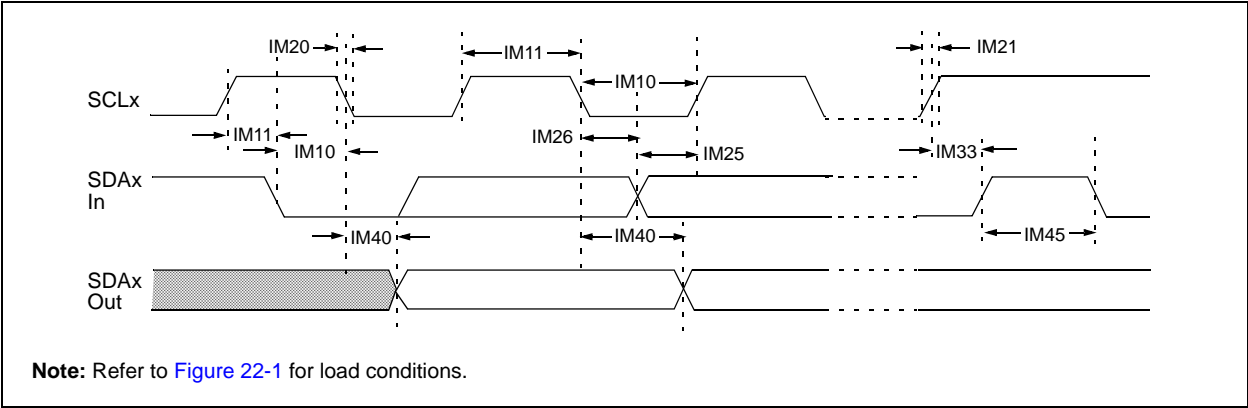 IM20
IM11
IM21
IM10
SCLx
IM11
IM10
IM26
IM25
IM33
SDAx
In
IM40
IM40
IM45
SDAx
Out
Note: Refer to Figure 22-1 for load conditions.